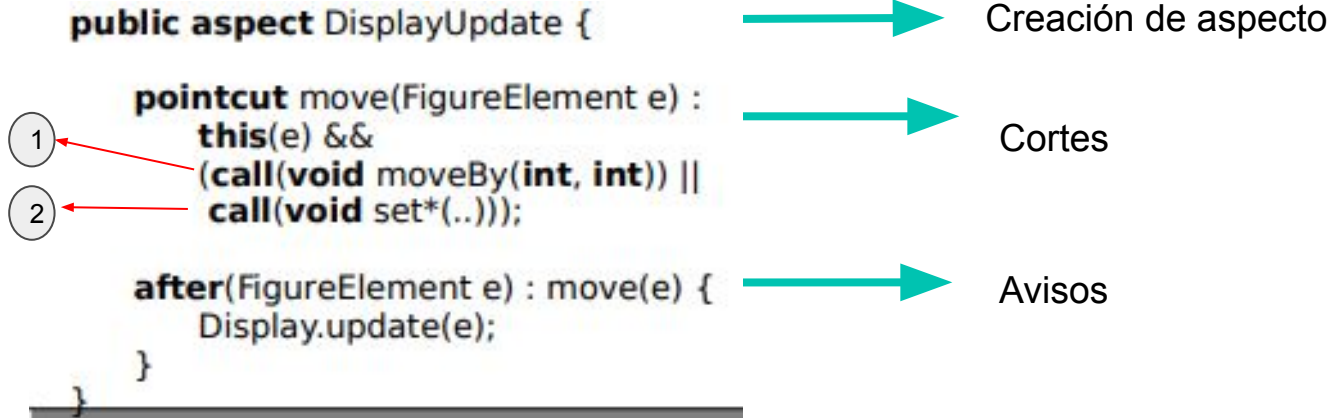 public aspect DisplayUpdate {
Creación de aspecto
pointcut move(FigureElement e) :
Cortes
this(e) &&
1
(call(void moveBy(int, int)) ||
2
call(void set*(..)));
after(FigureElement e) : move(e) {
Avisos
Display.update(e);
}
}